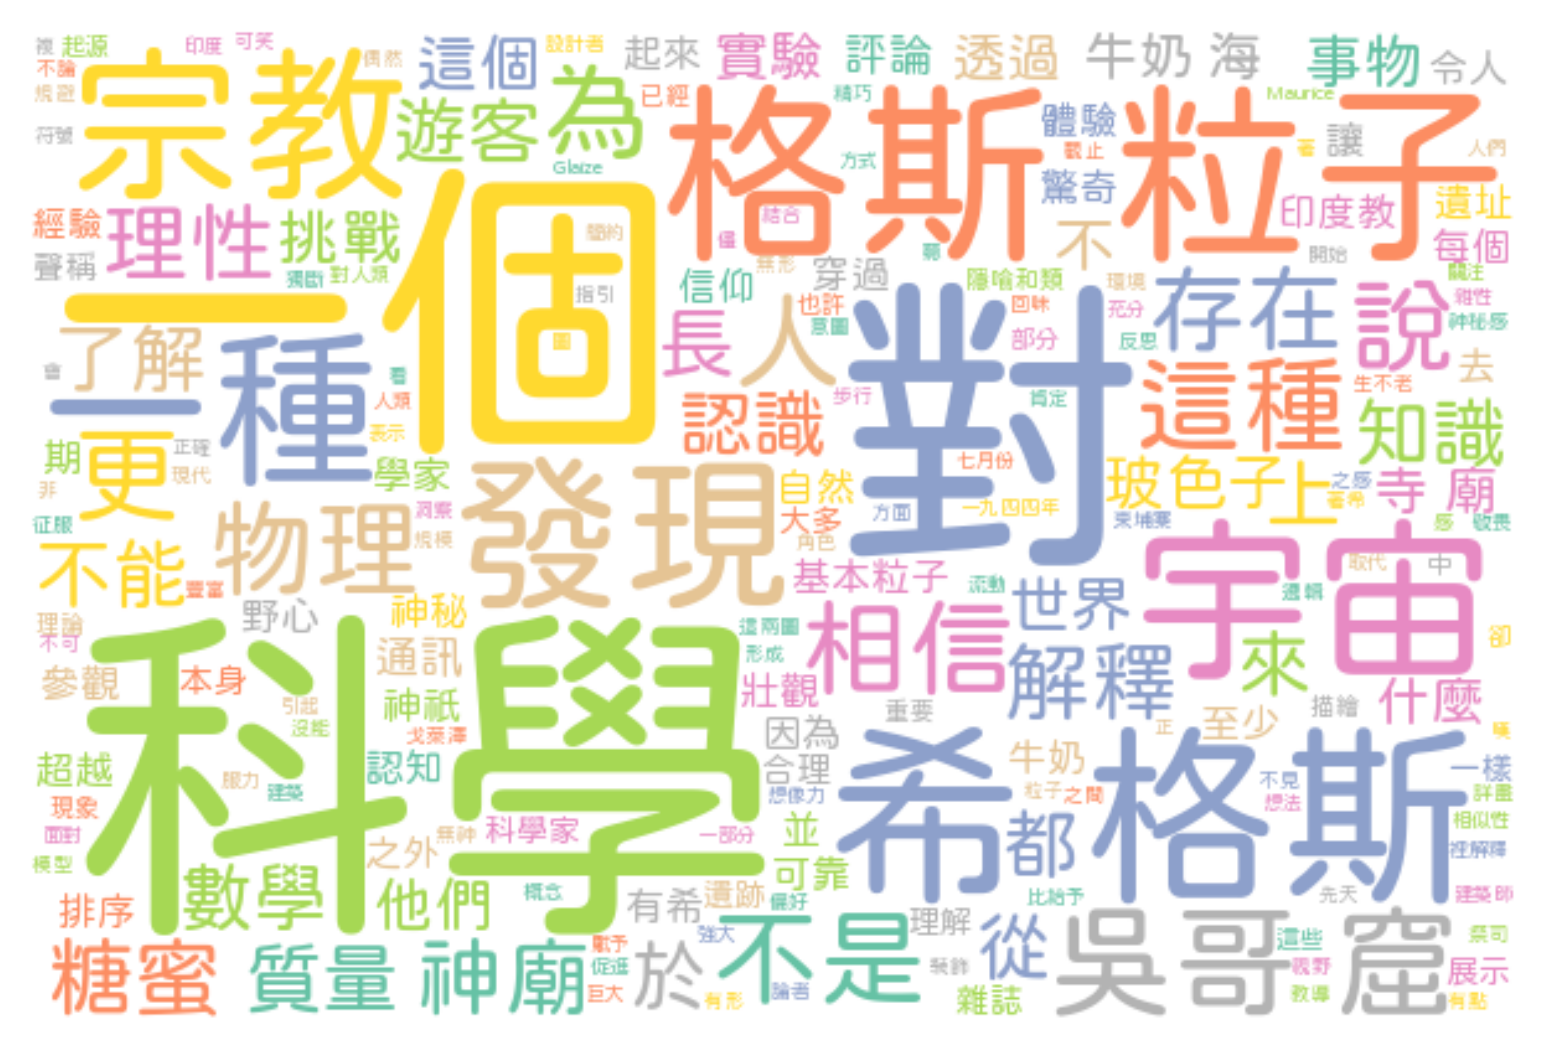 複 起源 印度 可笑
不論 宗教 偶然 這個 設計者 起來 實驗 評論 透過 牛奶 海 事物 令人
規避 遊客 為 已經 格斯粒子 精巧 體驗 Maurice 讓 人們
符號 Glaize 方式 觀止 著
經驗 理性 挑戰 一個 簡約 結合 僅 驚奇 不 印度教 遺址 每個
聲稱 獨斷 對人類 指引 信仰 無形 穿過 隱喻和類 環境 開始 關注
了解 一種 圖 長 人 也許 意圖 對 回味 部分 充分 反思 存在 說 雜性 神秘感
會 看 人類 表示 認識 步行 肯定 這種 生不老 去
期 更 正確 現代 學家 發現 自然 七月份 玻色子 上 知識 之感 寺廟
非 征服 物理 洞察 規模 大多 角色 方面 一九四四年 柬埔寨 著希 感 敬畏
不能 豐富 神秘 基本粒子 流動 世界 宇宙 取代 中 邏輯
理論 不可 野心 科學 通訊 這兩圖 形成 相信 解釋 來 卻
參觀 本身 引起 沒能 神祇 戈萊澤 壯觀 重要 至少 描繪 什麼
超越 服力 建築 認知 因為 合理 希格斯 牛奶 正 嘆 一樣
現象 面對 模型 之外 無神 科學家 一部分 想像力 並 粒子 之間 都 不見 想法 詳盡 相似性 裡解釋
數學 他們 概念 可靠 比給予 先天 建築師
排序 有希 遺跡 偏好 不是 理解 從 吳哥窟 這些 祭司
糖蜜 質量 神廟 賦予 促進 巨大 於 強大 有形 論者 裝飾 雜誌 視野 教導 展示 有點